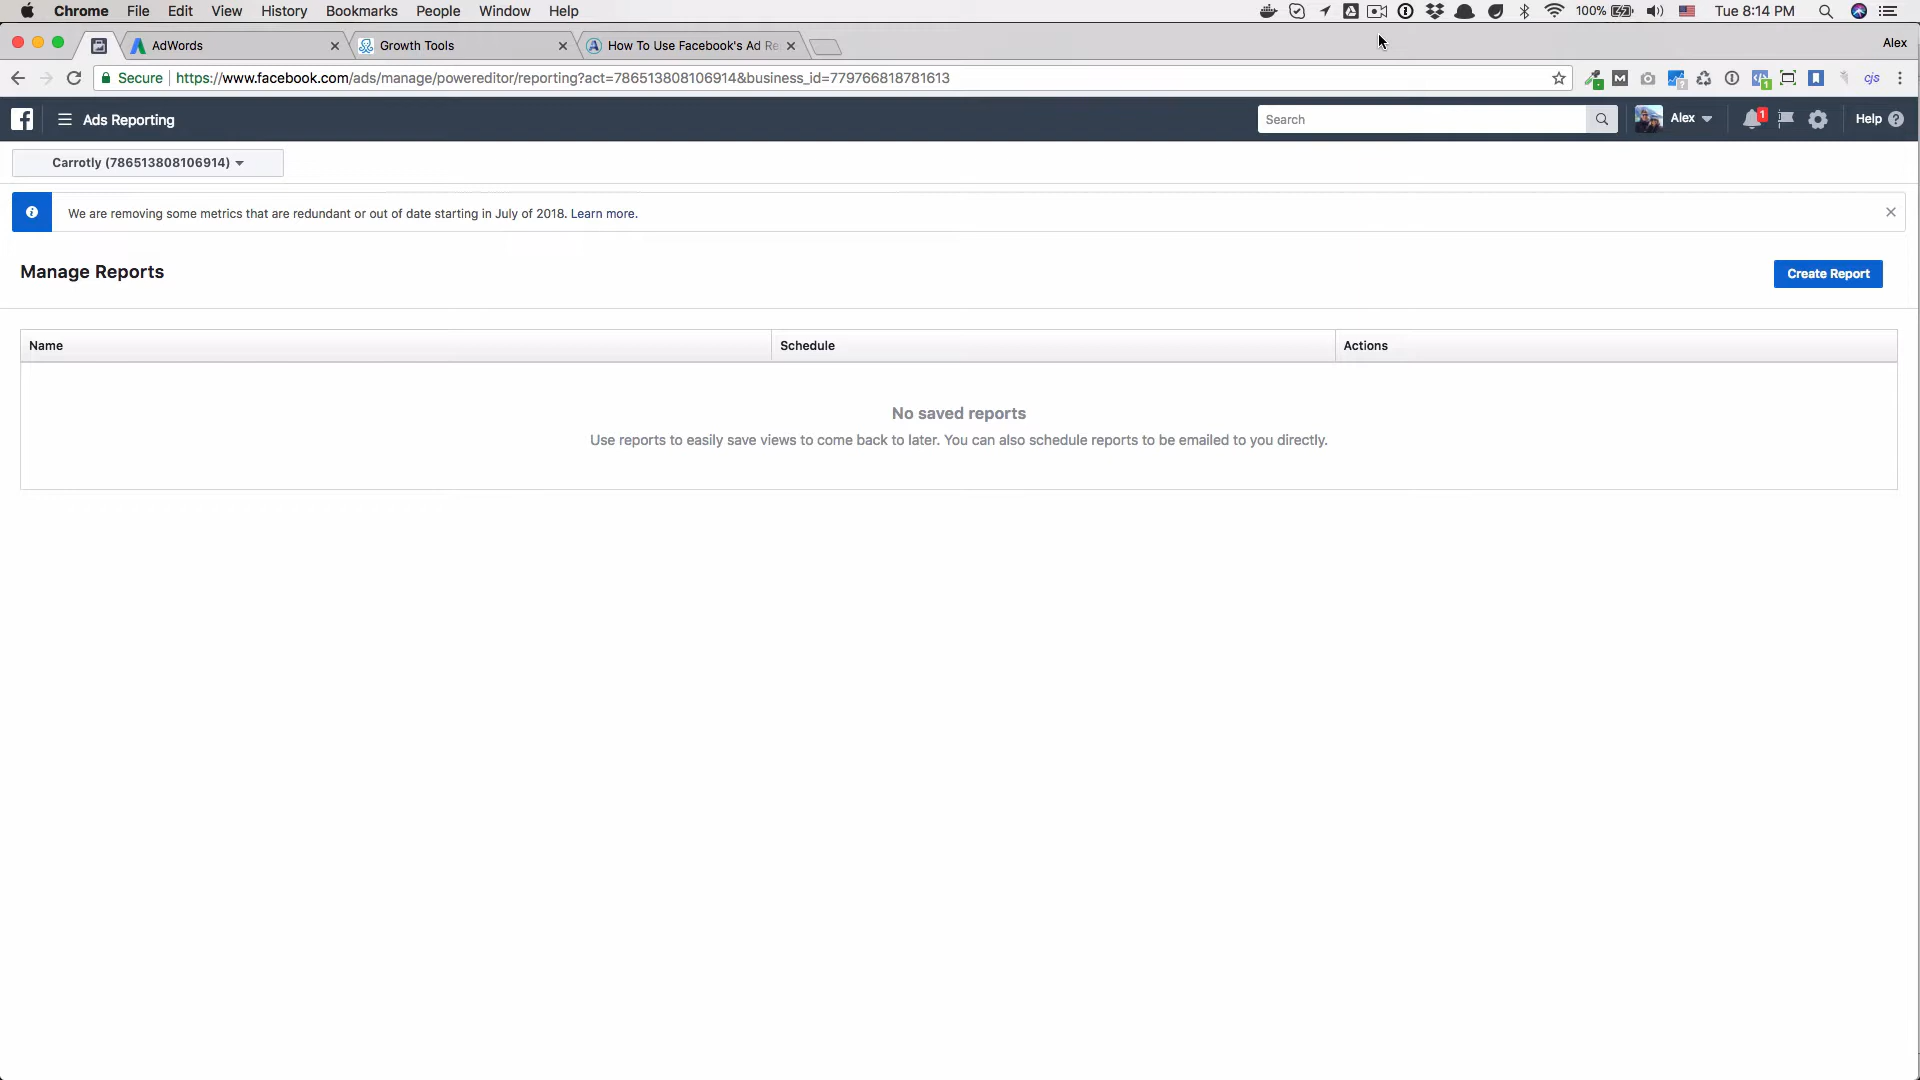 Chrome File Edit View History Bookmarks People Window Help 100% Tue 8:14 PM
AdWords Growth Tools How To Use Facebook's Ad Re Alex
Secure https://www.facebook.com/ads/manage/powereditor/reporting?act=786513808106914&business_id=779766818781613 cjs
Ads Reporting Search Alex 1 Help
Carrotly (786513808106914)
We are removing some metrics that are redundant or out of date starting in July of 2018. Learn more.
Manage Reports Create Report
Name Schedule Actions
No saved reports
Use reports to easily save views to come back to later. You can also schedule reports to be emailed to you directly.